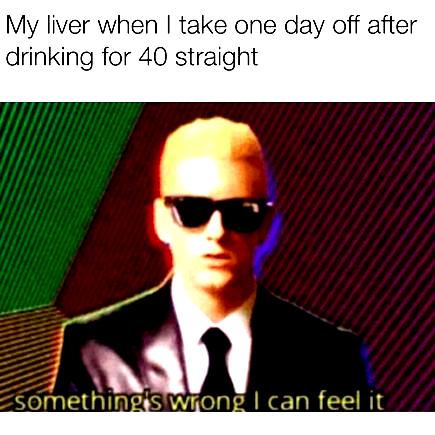 My liver when I take one day off after
drinking for 40 straight
something's wrong I can feel it